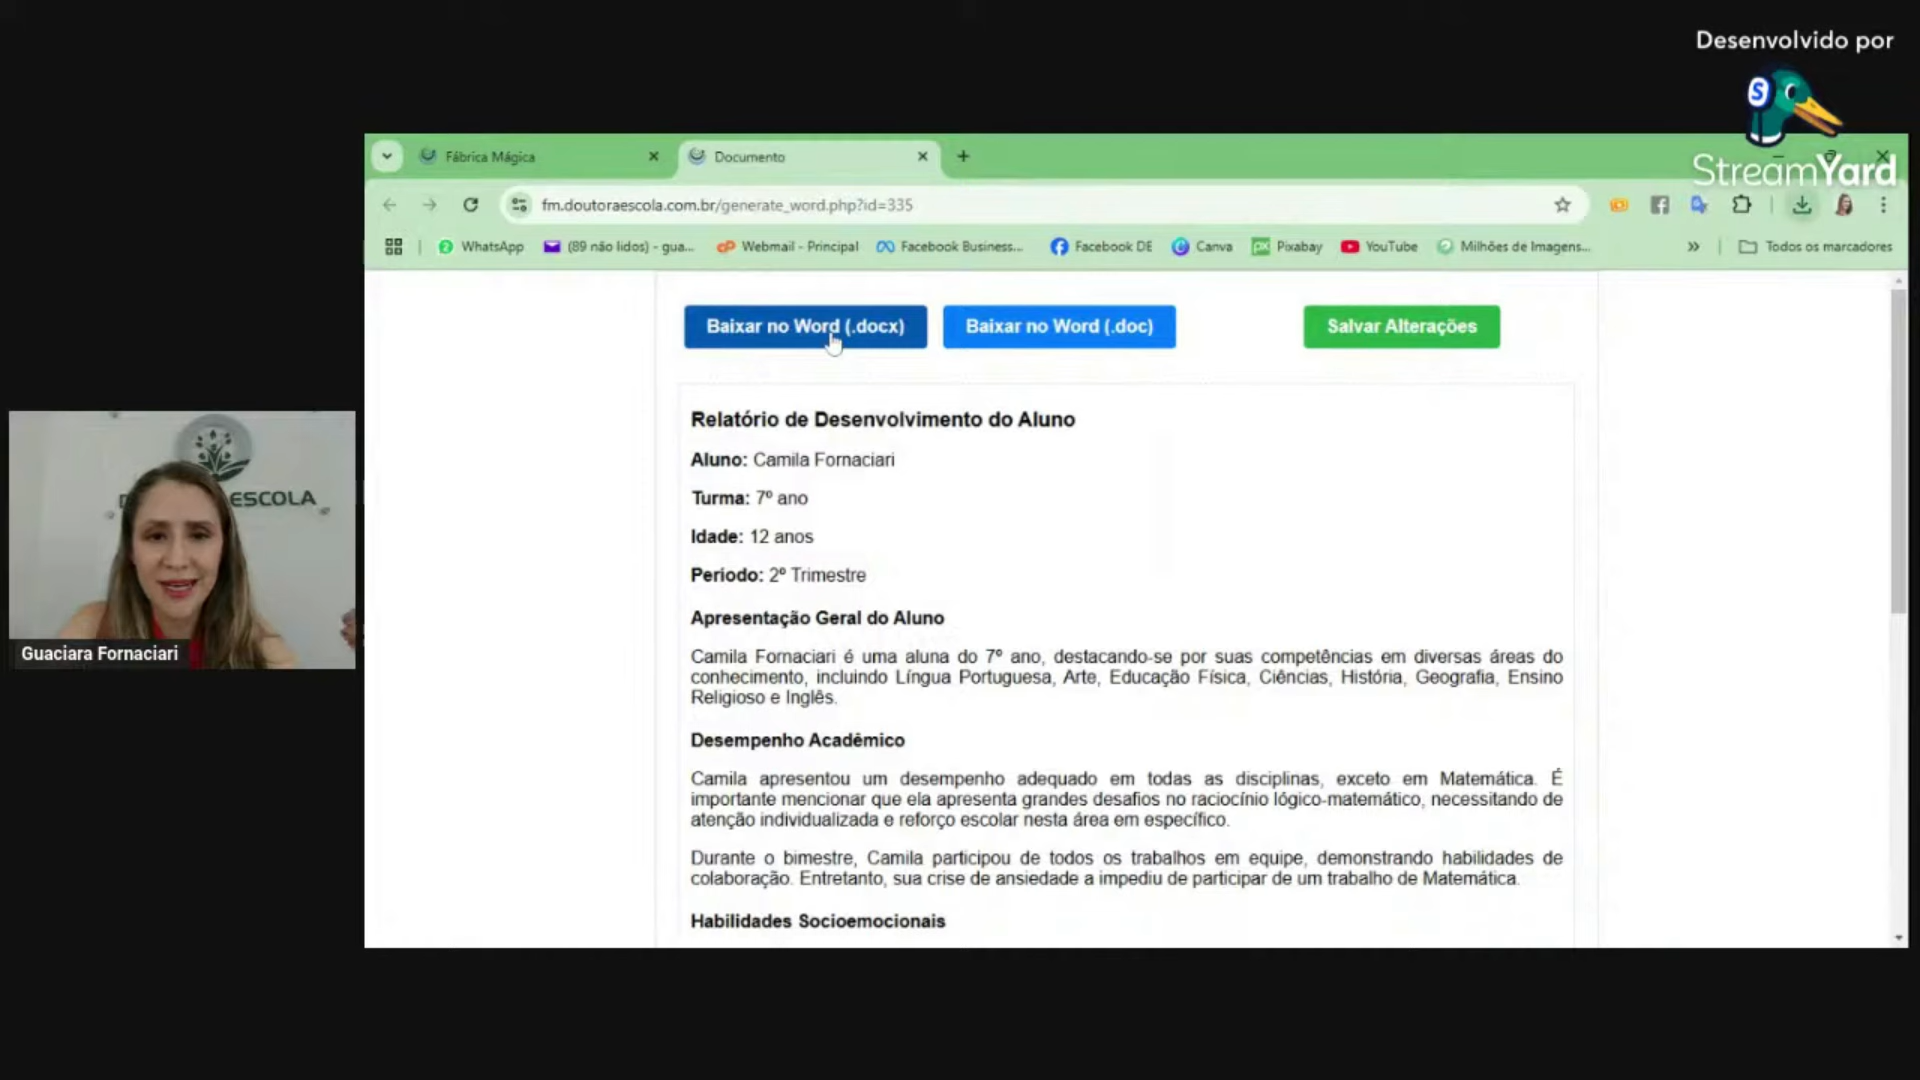 Desenvolvido por
StreamYard
Fábrica Mágica
Documento
fm.doutoraescola.com.br/generate_word.php?id=335
WhatsApp
(89 não lidos) - gua...
Webmail - Principal
Facebook Business...
Facebook DE
Canva
Pixabay
YouTube
Milhões de Imagens...
Todos os marcadores
Baixar no Word (.docx)
Baixar no Word (.doc)
Salvar Alterações
Relatório de Desenvolvimento do Aluno
Aluno: Camila Fornaciari
Turma: 7º ano
Idade: 12 anos
Período: 2º Trimestre
Apresentação Geral do Aluno
Camila Fornaciari é uma aluna do 7º ano, destacando-se por suas competências em diversas áreas do
conhecimento, incluindo Língua Portuguesa, Arte, Educação Física, Ciências, História, Geografia, Ensino
Religioso e Inglês.
Desempenho Acadêmico
Camila apresentou um desempenho adequado em todas as disciplinas, exceto em Matemática. É
importante mencionar que ela apresenta grandes desafios no raciocínio lógico-matemático, necessitando de
atenção individualizada e reforço escolar nesta área em específico.
Durante o bimestre, Camila participou de todos os trabalhos em equipe, demonstrando habilidades de
colaboração. Entretanto, sua crise de ansiedade a impediu de participar de um trabalho de Matemática.
Habilidades Socioemocionais
ESCOLA
Guaciara Fornaciari